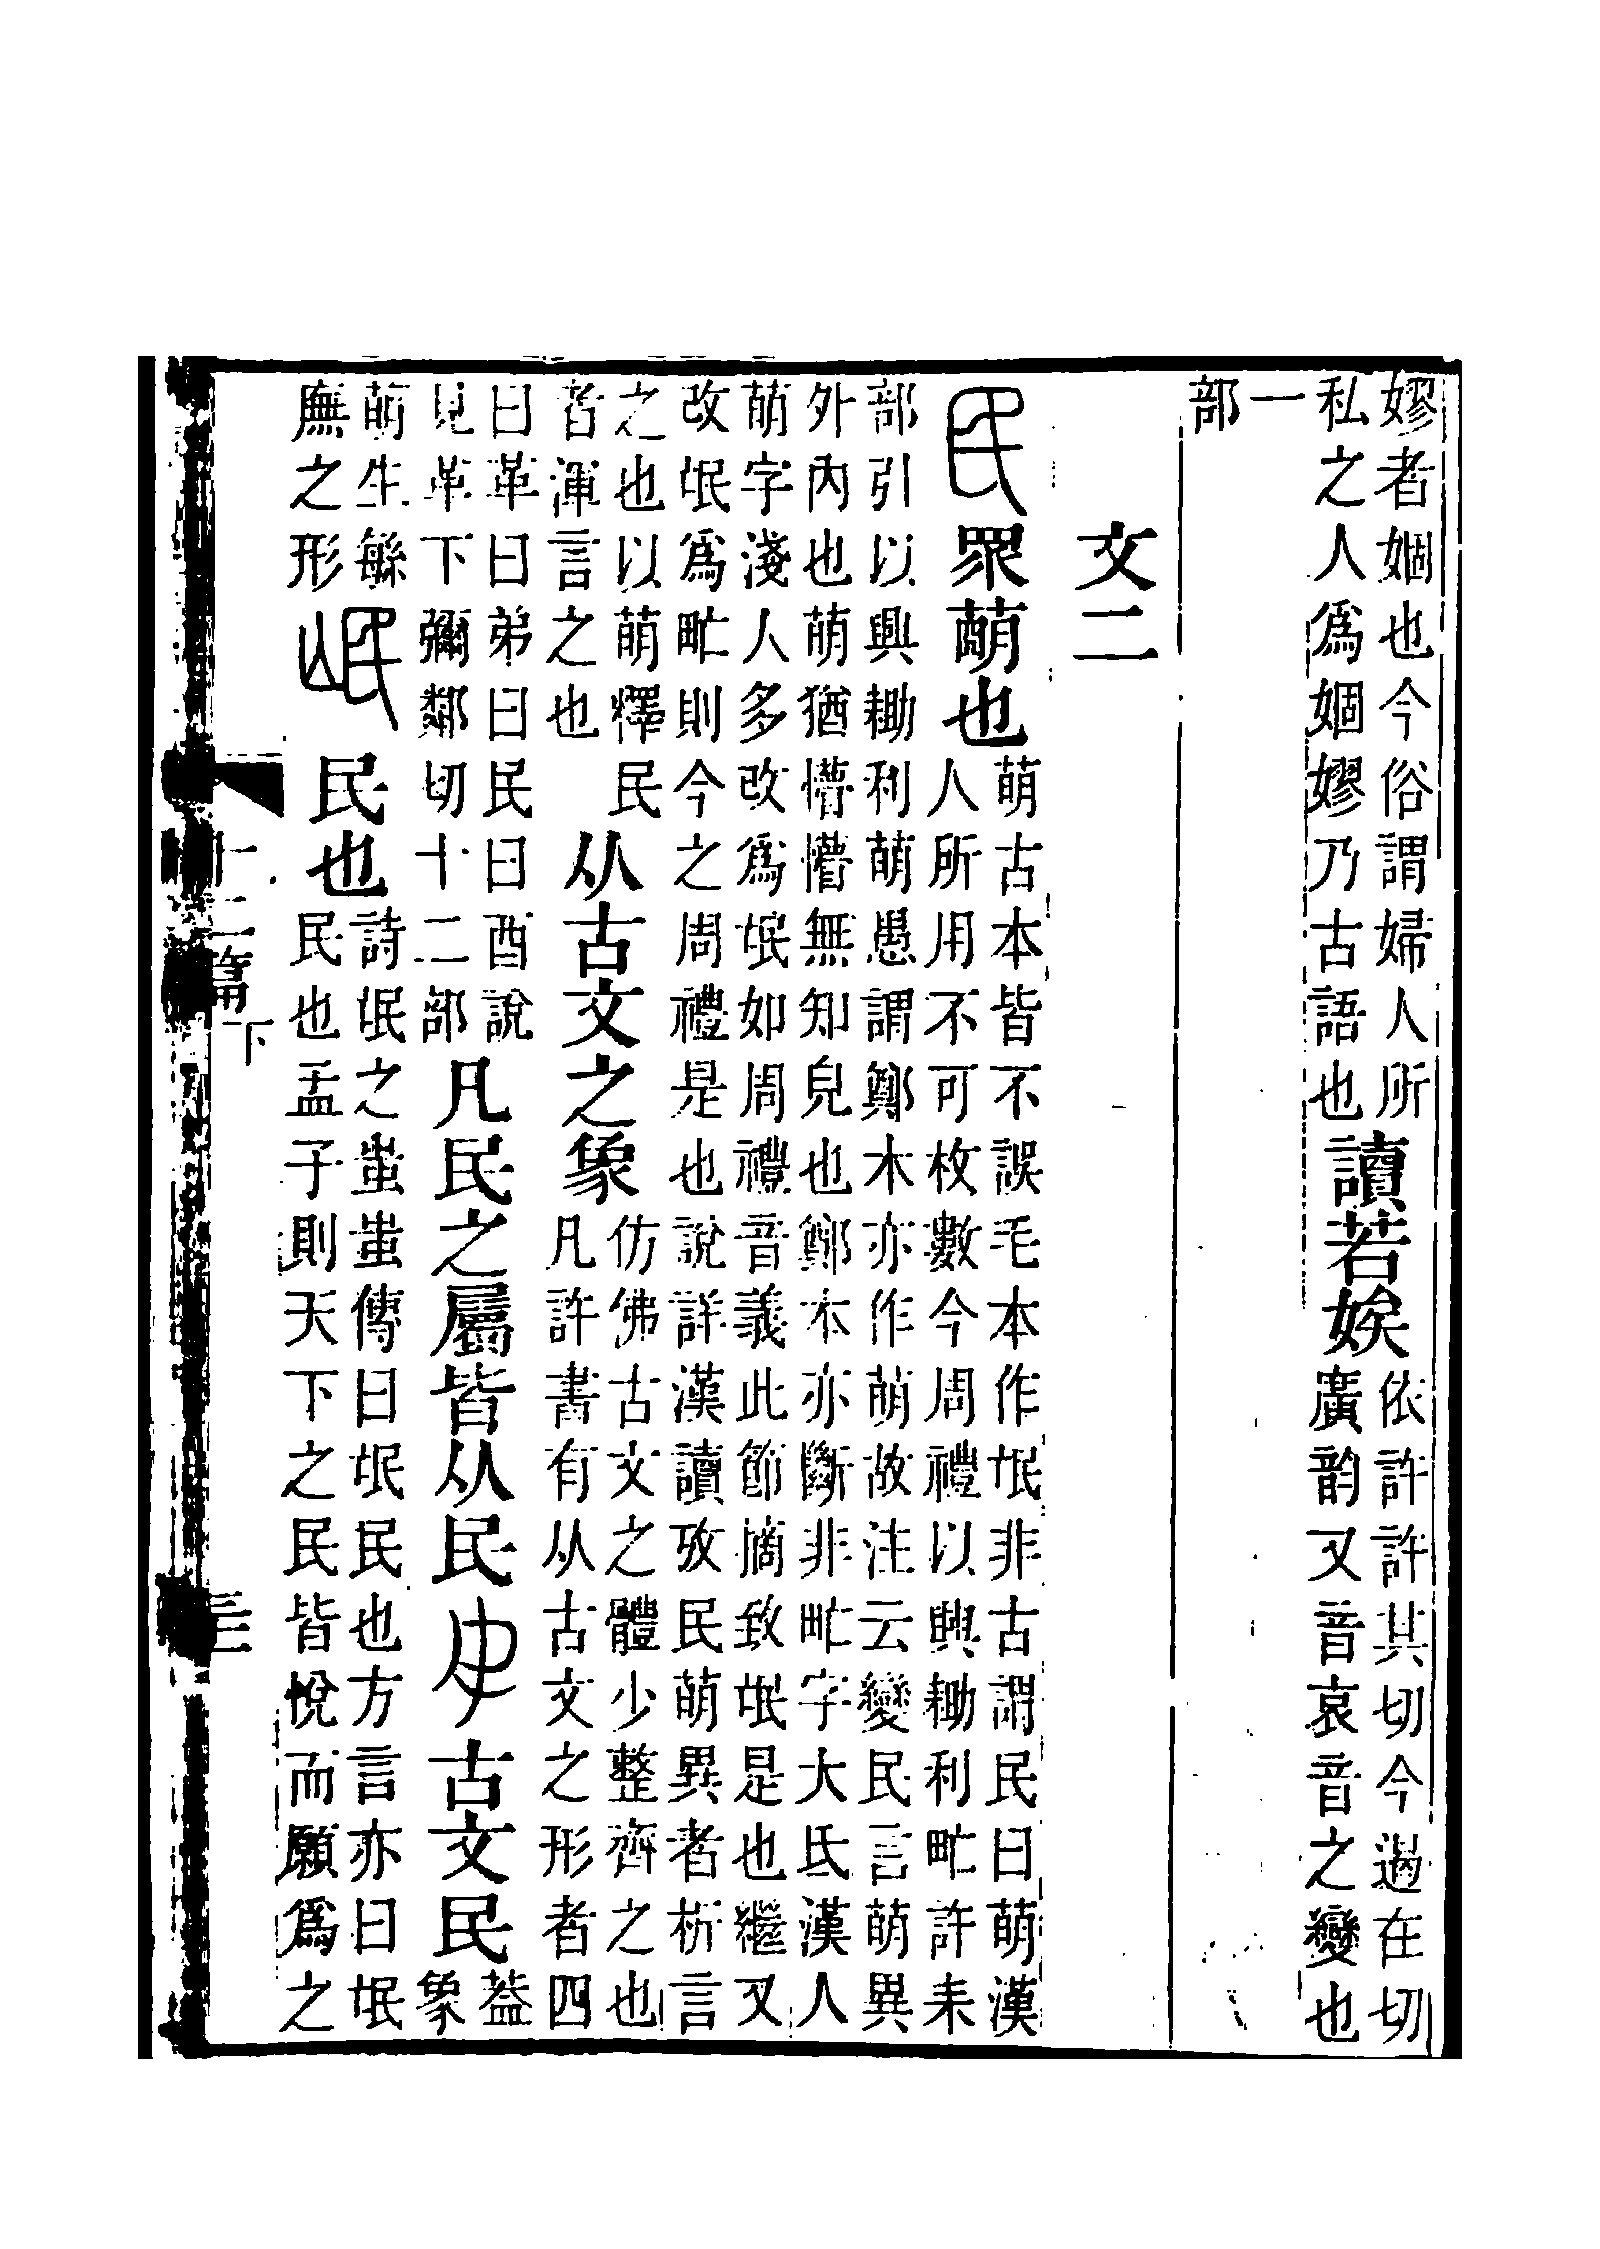 嫪者婟也今俗謂婦人所私之人爲婟嫪乃古語也讀若娭依許許其切今遏在切廣韵又音哀音之變也
一部
文二
民眾萌也萌古本皆不誤毛本作氓非古謂民曰萌漢人所用不可枚數今周禮以興耡利甿許耒
部引以興耡利萌愚謂鄭本亦作萌故注云變民言萌異外內也萌猶懵懵無知皃也鄭本亦斷非甿字大氐漢人
萌字淺人多改爲氓如周禮音義此節摘致氓是也繼又改氓爲甿則今之周禮是也說詳漢讀攷民萌異者析言
之也以萌釋民者渾言之也从古文之象仿佛古文之體少整齊之也凡許書有从古文之形者四
曰革曰弟曰民曰酉說見革下彌鄰切十二部凡民之屬皆从民古文民葢象
萌生緐廡之形氓民也詩氓之蚩蚩傳曰氓民也方言亦曰氓民也孟子則天下之民皆悅而願爲之
十二篇下